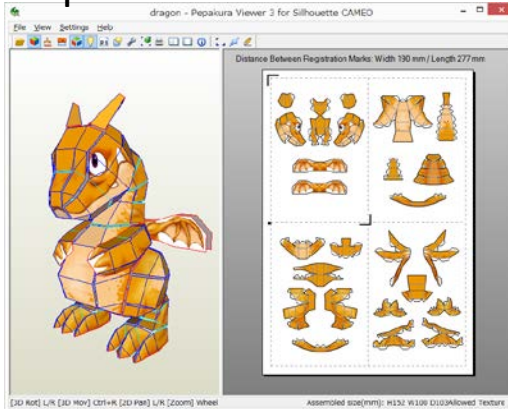 dragon - Pepakura Viewer 3 for Silhouette CAMEO
File View Settings Help
Distance Between Registration Marks: Width 190 mm / Length 277 mm
[3D Rot] L/R [3D Mov] Ctrl+R [2D Pan] L/R [Zoom] Wheel
Assembled size(mm): H152 W109 D103Allowed Texture